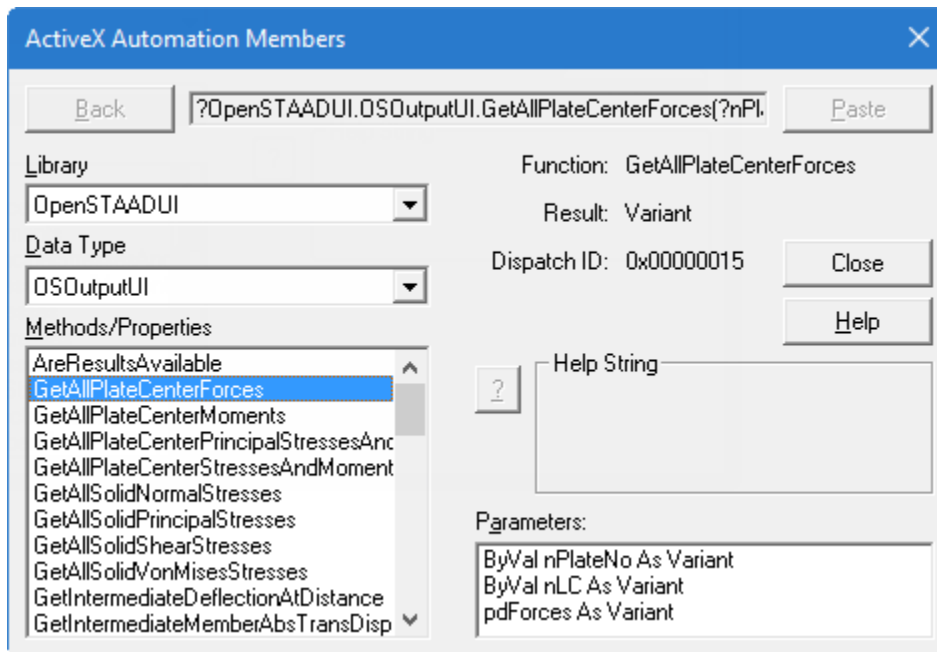 ActiveX Automation Members
Back
?OpenSTAADUI.OSOutputUI.GetAllPlateCenterForces(?nPl
Paste
Library
OpenSTAADUI
Function: GetAllPlateCenterForces
Result: Variant
Data Type
OSOutputUI
Dispatch ID: 0x00000015
Close
Help
Methods/Properties
AreResultsAvailable
GetAllPlateCenterForces
GetAllPlateCenterMoments
GetAllPlateCenterPrincipalStressesAnd
GetAllPlateCenterStressesAndMoment
GetAllSolidNormalStresses
GetAllSolidPrincipalStresses
GetAllSolidShearStresses
GetAllSolidVonMisesStresses
GetIntermediateDeflectionAtDistance
GetIntermediateMemberAbsTransDisp
?
Help String
Parameters:
ByVal nPlateNo As Variant
ByVal nLC As Variant
pdForces As Variant